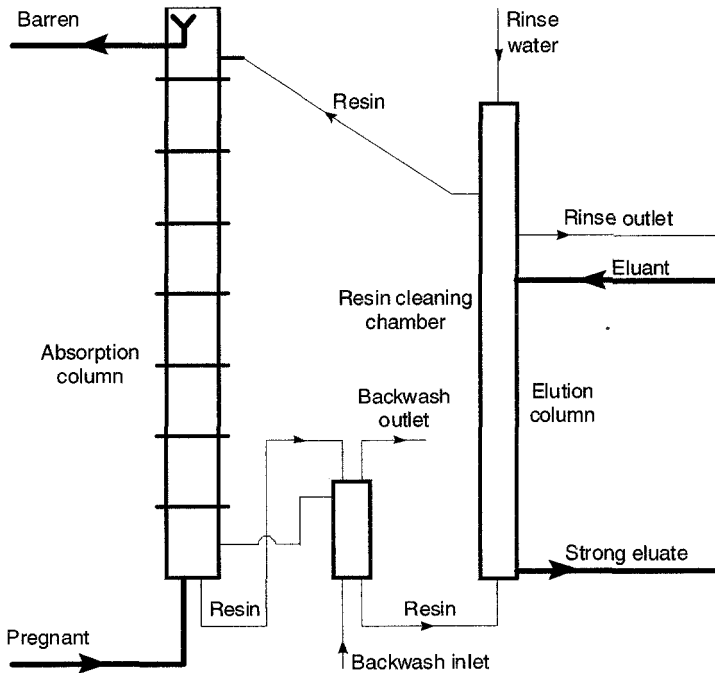 Barren
Rinse
water
Resin
Rinse outlet
Eluant
Resin cleaning
chamber
Absorption
column
Backwash
outlet
Elution
column
Strong eluate
Resin
Resin
Pregnant
Backwash inlet